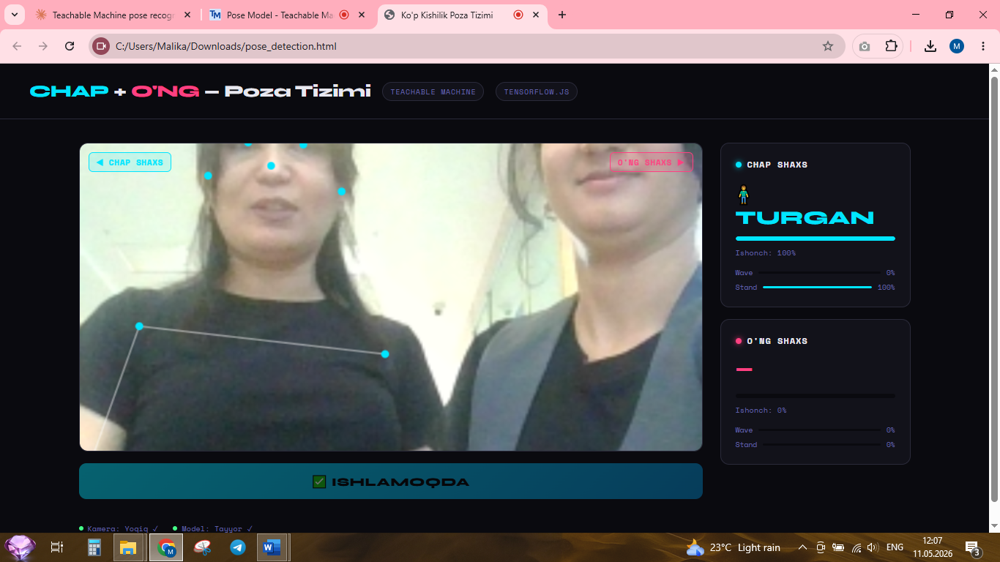 Teachable Machine pose recogr
Pose Model - Teachable Ma
Ko'p Kishilik Poza Tizimi
C:/Users/Malika/Downloads/pose_detection.html
M
CHAP + O'NG — Poza Tizimi
TEACHABLE MACHINE
TENSORFLOW.JS
◀ CHAP SHAXS
O'NG SHAXS ▶
CHAP SHAXS
TURGAN
Ishonch: 100%
Wave 0%
Stand 100%
O'NG SHAXS
—
Ishonch: 0%
Wave 0%
Stand 0%
✅ ISHLAMOQDA
Kamera: Yoqiq ✓
Model: Tayyor ✓
23°C Light rain
ENG
12:07
11.05.2026
3